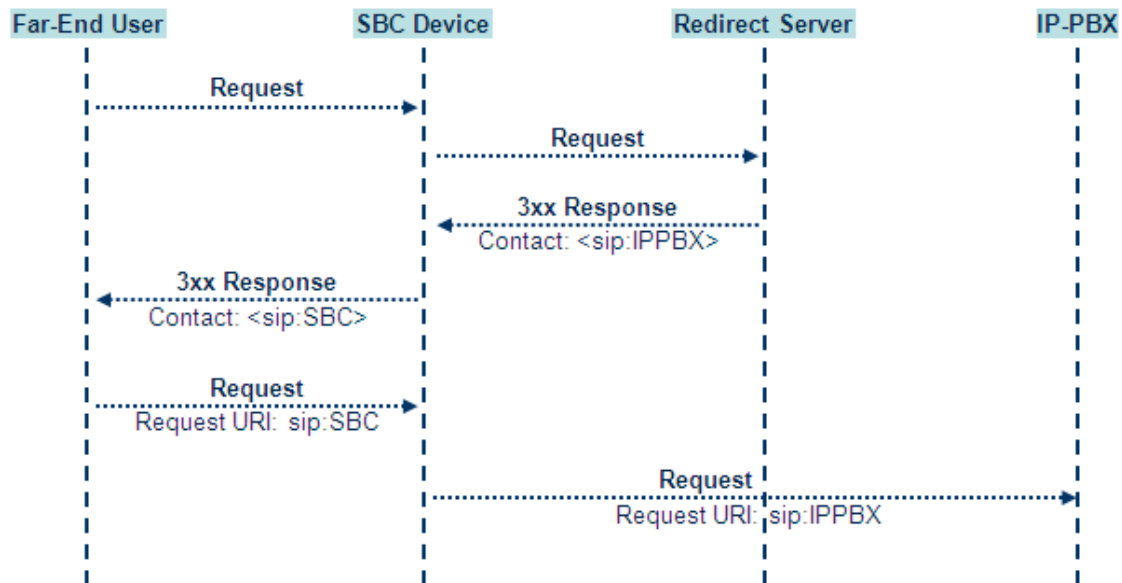 Far-End User
SBC Device
Redirect Server
IP-PBX
Request
Request
3xx Response
Contact: <sip:IPPBX>
3xx Response
Contact: <sip:SBC>
Request
Request URI: sip:SBC
Request
Request URI: sip:IPPBX